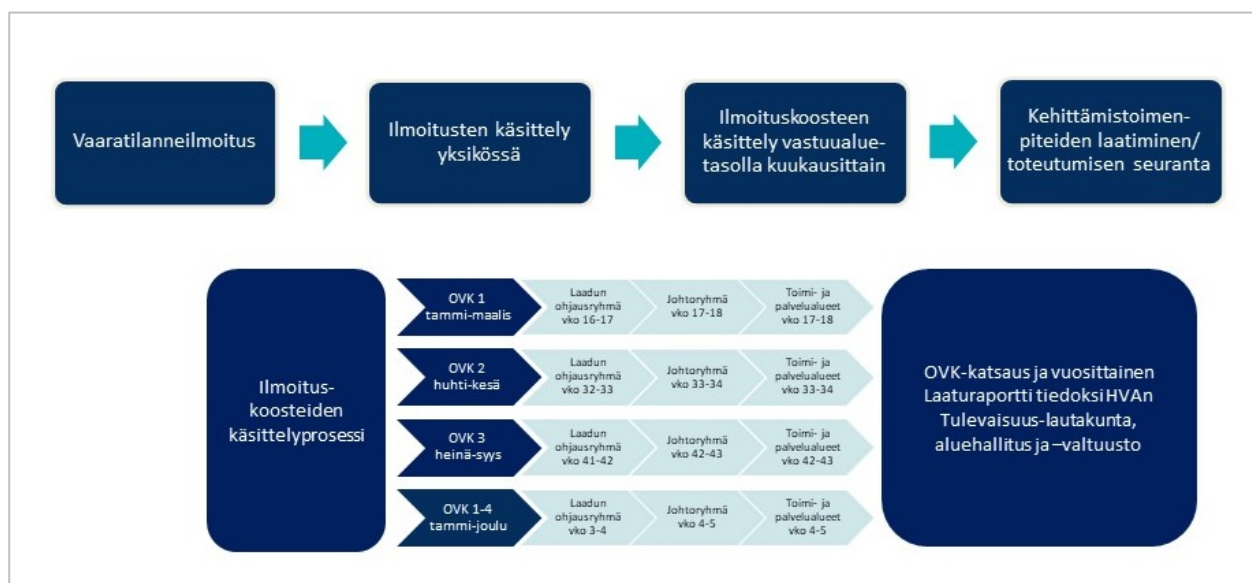 Vaaratilanneilmoitus
Ilmoitusten käsittely
yksikössä
Ilmoituskoosteen
käsittely vastuualue-
tasolla kuukausittain
Kehittämistoimen-
piteiden laatiminen/
toteutumisen seuranta
Ilmoitus-
koosteiden
käsittelyprosessi
OVK 1
tammi-maalis
Laadun
ohjausryhmä
vko 16-17
Johtoryhmä
vko 17-18
Toimi- ja
palvelualueet
vko 17-18
OVK 2
huhti-kesä
Laadun
ohjausryhmä
vko 32-33
Johtoryhmä
vko 33-34
Toimi- ja
palvelualueet
vko 33-34
OVK 3
heinä-syys
Laadun
ohjausryhmä
vko 41-42
Johtoryhmä
vko 42-43
Toimi- ja
palvelualueet
vko 42-43
OVK 1-4
tammi-joulu
Laadun
ohjausryhmä
vko 3-4
Johtoryhmä
vko 4-5
Toimi- ja
palvelualueet
vko 4-5
OVK-katsaus ja vuosittainen
Laaturaportti tiedoksi HVAn
Tulevaisuus-lautakunta,
aluehallitus ja –valtuusto